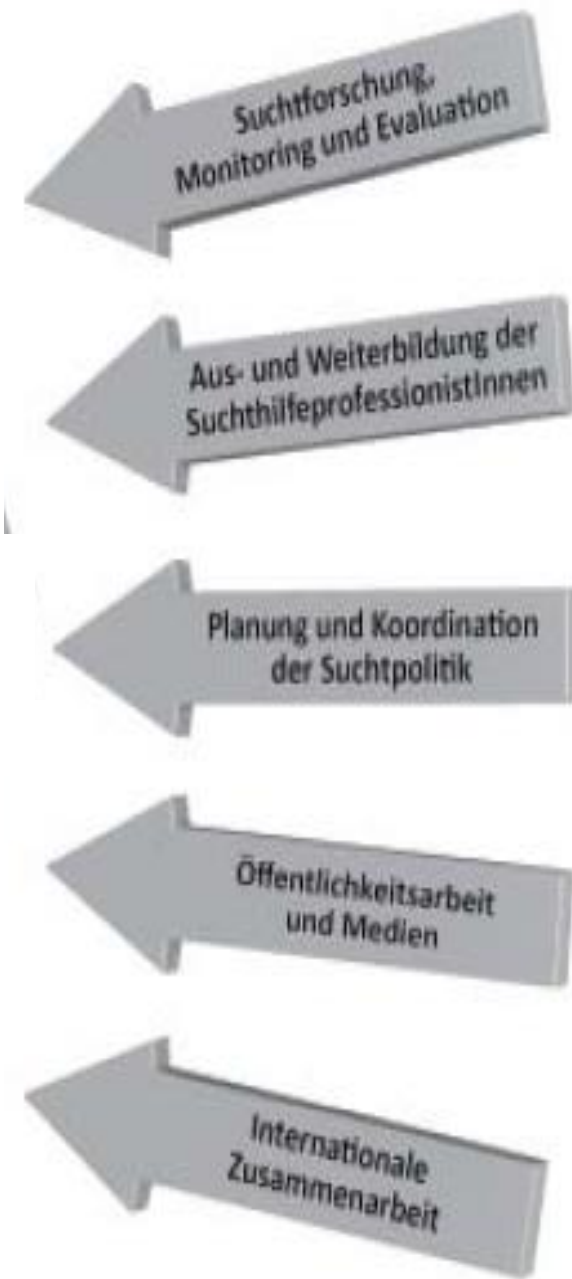 Suchtforschung,
Monitoring und Evaluation
Aus- und Weiterbildung der
SuchthilfeprofessionistInnen
Planung und Koordination
der Suchtpolitik
Öffentlichkeitsarbeit
und Medien
Internationale
Zusammenarbeit